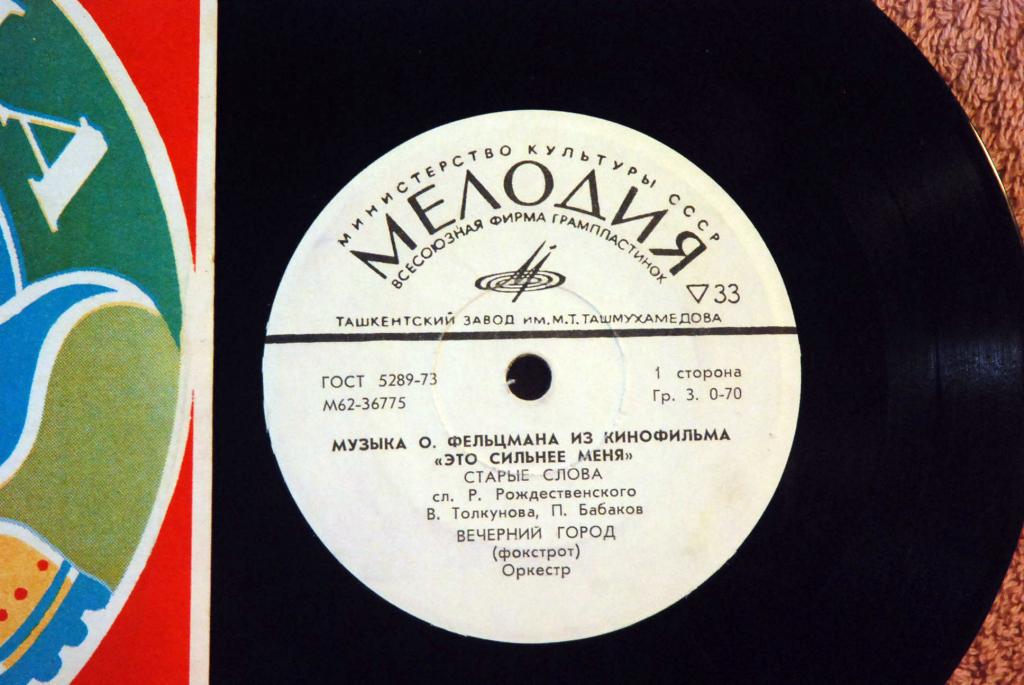 МИНИСТЕРСТВО КУЛЬТУРЫ СССР
МЕЛОДИЯ
ВСЕСОЮЗНАЯ ФИРМА ГРАМПЛАСТИНОК
▽33
ТАШКЕНТСКИЙ ЗАВОД ИМ. М.Т. ТАШМУХАМЕДОВА
ГОСТ 5289-73
М62-36775
1 сторона
Гр. 3. 0-70
МУЗЫКА О. ФЕЛЬЦМАНА ИЗ КИНОФИЛЬМА
«ЭТО СИЛЬНЕЕ МЕНЯ»
СТАРЫЕ СЛОВА
сл. Р. Рождественского
В. Толкунова, П. Бабаков
ВЕЧЕРНИЙ ГОРОД
(фокстрот)
Оркестр